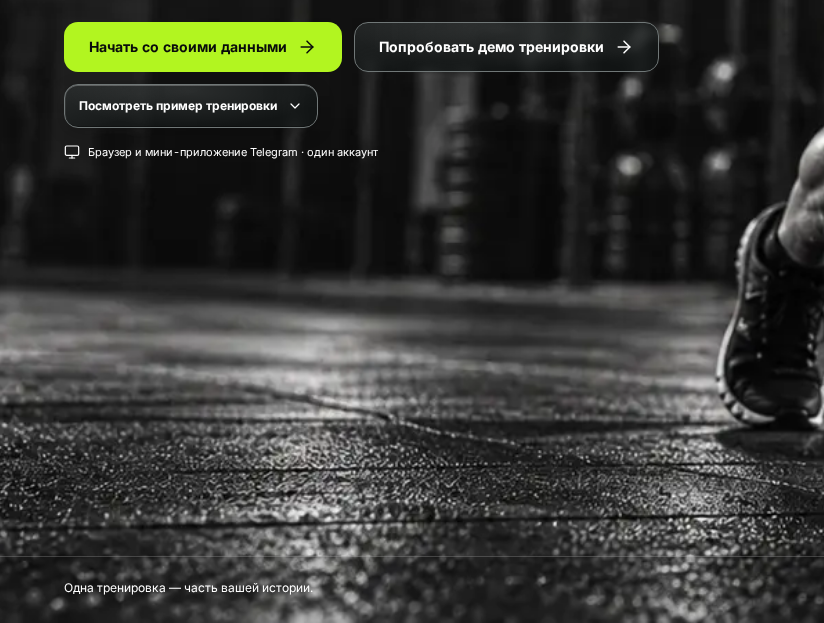 Начать со своими данными
Попробовать демо тренировки
Посмотреть пример тренировки
Браузер и мини-приложение Telegram · один аккаунт
Одна тренировка — часть вашей истории.